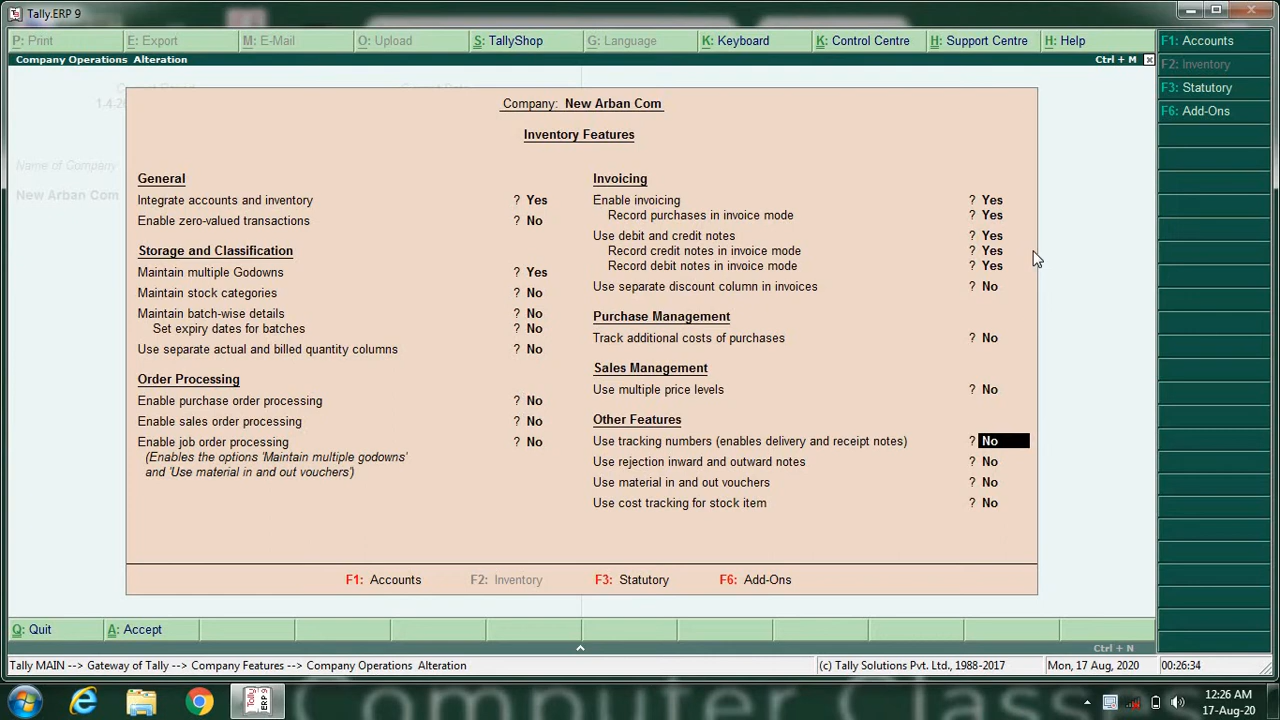 Tally.ERP 9
P: Print
E: Export
M: E-Mail
O: Upload
S: TallyShop
G: Language
K: Keyboard
K: Control Centre
H: Support Centre
H: Help
Company Operations Alteration
Ctrl + M
F1: Accounts
F2: Inventory
F3: Statutory
F6: Add-Ons
1.4.
Name of Company
New Arban Com
Company: New Arban Com
Inventory Features
General
Integrate accounts and inventory ? Yes
Enable zero-valued transactions ? No
Storage and Classification
Maintain multiple Godowns ? Yes
Maintain stock categories ? No
Maintain batch-wise details ? No
Set expiry dates for batches ? No
Use separate actual and billed quantity columns ? No
Order Processing
Enable purchase order processing ? No
Enable sales order processing ? No
Enable job order processing ? No
(Enables the options 'Maintain multiple godowns'
and 'Use material in and out vouchers')
Invoicing
Enable invoicing ? Yes
Record purchases in invoice mode ? Yes
Use debit and credit notes ? Yes
Record credit notes in invoice mode ? Yes
Record debit notes in invoice mode ? Yes
Use separate discount column in invoices ? No
Purchase Management
Track additional costs of purchases ? No
Sales Management
Use multiple price levels ? No
Other Features
Use tracking numbers (enables delivery and receipt notes) ? No
Use rejection inward and outward notes ? No
Use material in and out vouchers ? No
Use cost tracking for stock item ? No
F1: Accounts
F2: Inventory
F3: Statutory
F6: Add-Ons
Q: Quit
A: Accept
Ctrl + N
Tally MAIN --> Gateway of Tally --> Company Features --> Company Operations Alteration
(c) Tally Solutions Pvt. Ltd., 1988-2017
Mon, 17 Aug, 2020
00:26:34
Tally
ERP 9
12:26 AM
17-Aug-20